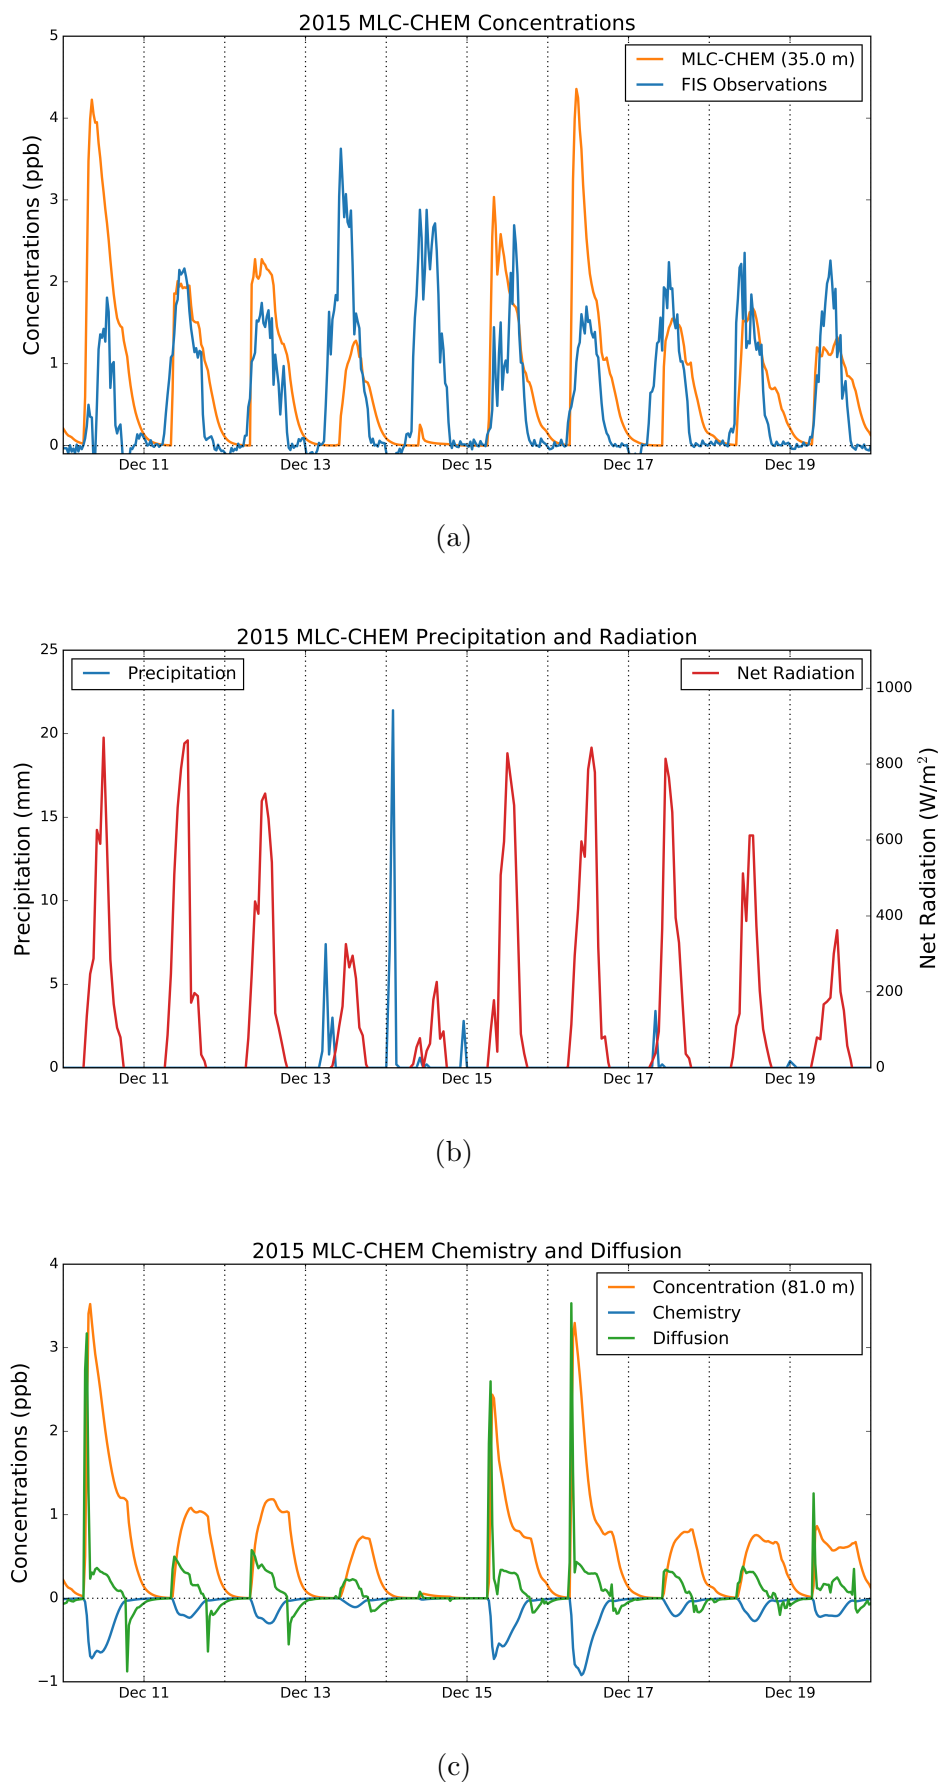 2015 MLC-CHEM Concentrations
5
4
3
2
1
0
Concentrations (ppb)
MLC-CHEM (35.0 m)
FIS Observations
Dec 11 Dec 13 Dec 15 Dec 17 Dec 19
(a)
2015 MLC-CHEM Precipitation and Radiation
25
20
15
10
5
0
Precipitation (mm)
Precipitation
Net Radiation
1000
800
600
400
200
0
Net Radiation (W/m²)
Dec 11 Dec 13 Dec 15 Dec 17 Dec 19
(b)
2015 MLC-CHEM Chemistry and Diffusion
4
3
2
1
0
−1
Concentrations (ppb)
Concentration (81.0 m)
Chemistry
Diffusion
Dec 11 Dec 13 Dec 15 Dec 17 Dec 19
(c)